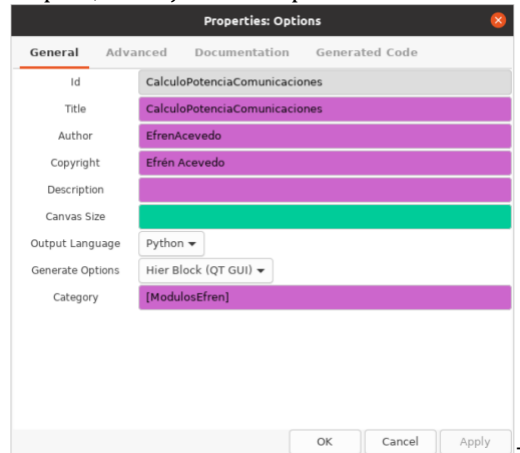 Properties: Options
General Advanced Documentation Generated Code
Id CalculoPotenciaComunicaciones
Title CalculoPotenciaComunicaciones
Author EfrenAcevedo
Copyright Efrén Acevedo
Description
Canvas Size
Output Language Python
Generate Options Hier Block (QT GUI)
Category [ModulosEfren]
OK Cancel Apply